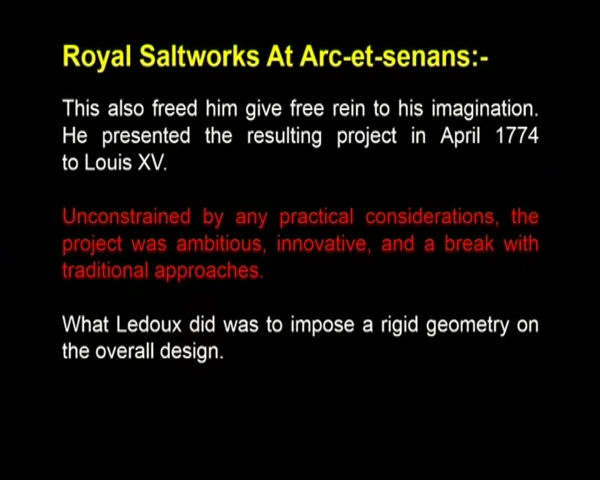 Royal Saltworks At Arc-et-senans:-
This also freed him give free rein to his imagination.
He presented the resulting project in April 1774
to Louis XV.
Unconstrained by any practical considerations, the
project was ambitious, innovative, and a break with
traditional approaches.
What Ledoux did was to impose a rigid geometry on
the overall design.